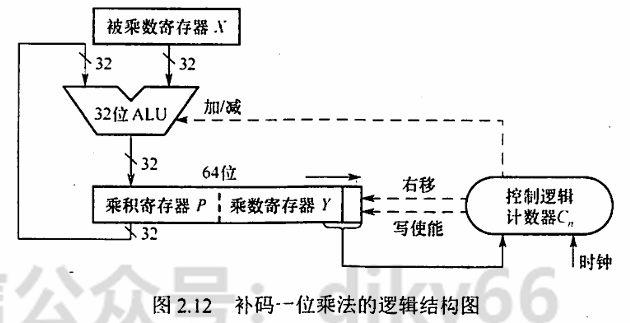 被乘数寄存器 X
32
32
32位 ALU
加/减
32
64位
乘积寄存器 P
乘数寄存器 Y
右移
写使能
控制逻辑
计数器Cn
32
时钟
信公众号：djky66
图 2.12 补码一位乘法的逻辑结构图